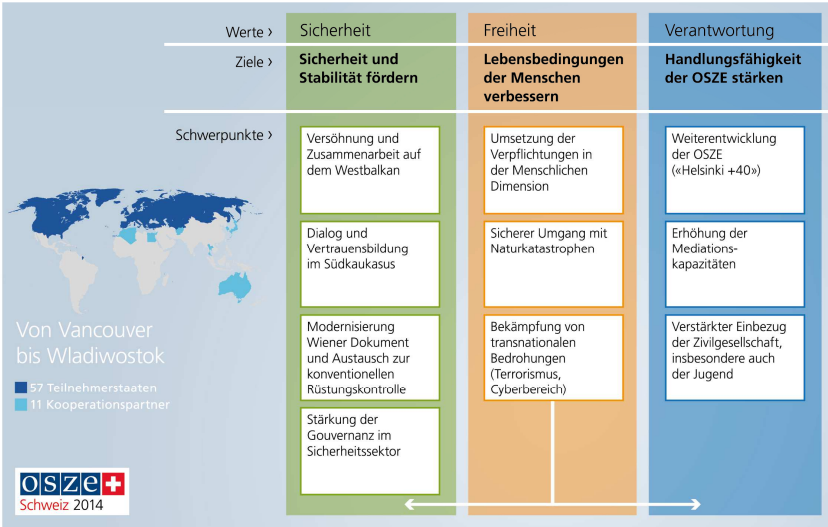 Werte ›
Sicherheit
Freiheit
Verantwortung
Ziele ›
Sicherheit und
Stabilität fördern
Lebensbedingungen
der Menschen
verbessern
Handlungsfähigkeit
der OSZE stärken
Schwerpunkte ›
Versöhnung und
Zusammenarbeit auf
dem Westbalkan
Dialog und
Vertrauensbildung
im Südkaukasus
Modernisierung
Wiener Dokument
und Austausch zur
konventionellen
Rüstungskontrolle
Stärkung der
Gouvernanz im
Sicherheitssektor
Umsetzung der
Verpflichtungen in
der Menschlichen
Dimension
Sicherer Umgang mit
Naturkatastrophen
Bekämpfung von
transnationalen
Bedrohungen
(Terrorismus,
Cyberbereich)
Weiterentwicklung
der OSZE
(«Helsinki +40»)
Erhöhung der
Mediations-
kapazitäten
Verstärkter Einbezug
der Zivilgesellschaft,
insbesondere auch
der Jugend
Von Vancouver
bis Wladiwostok
57 Teilnehmerstaaten
11 Kooperationspartner
osze
Schweiz 2014